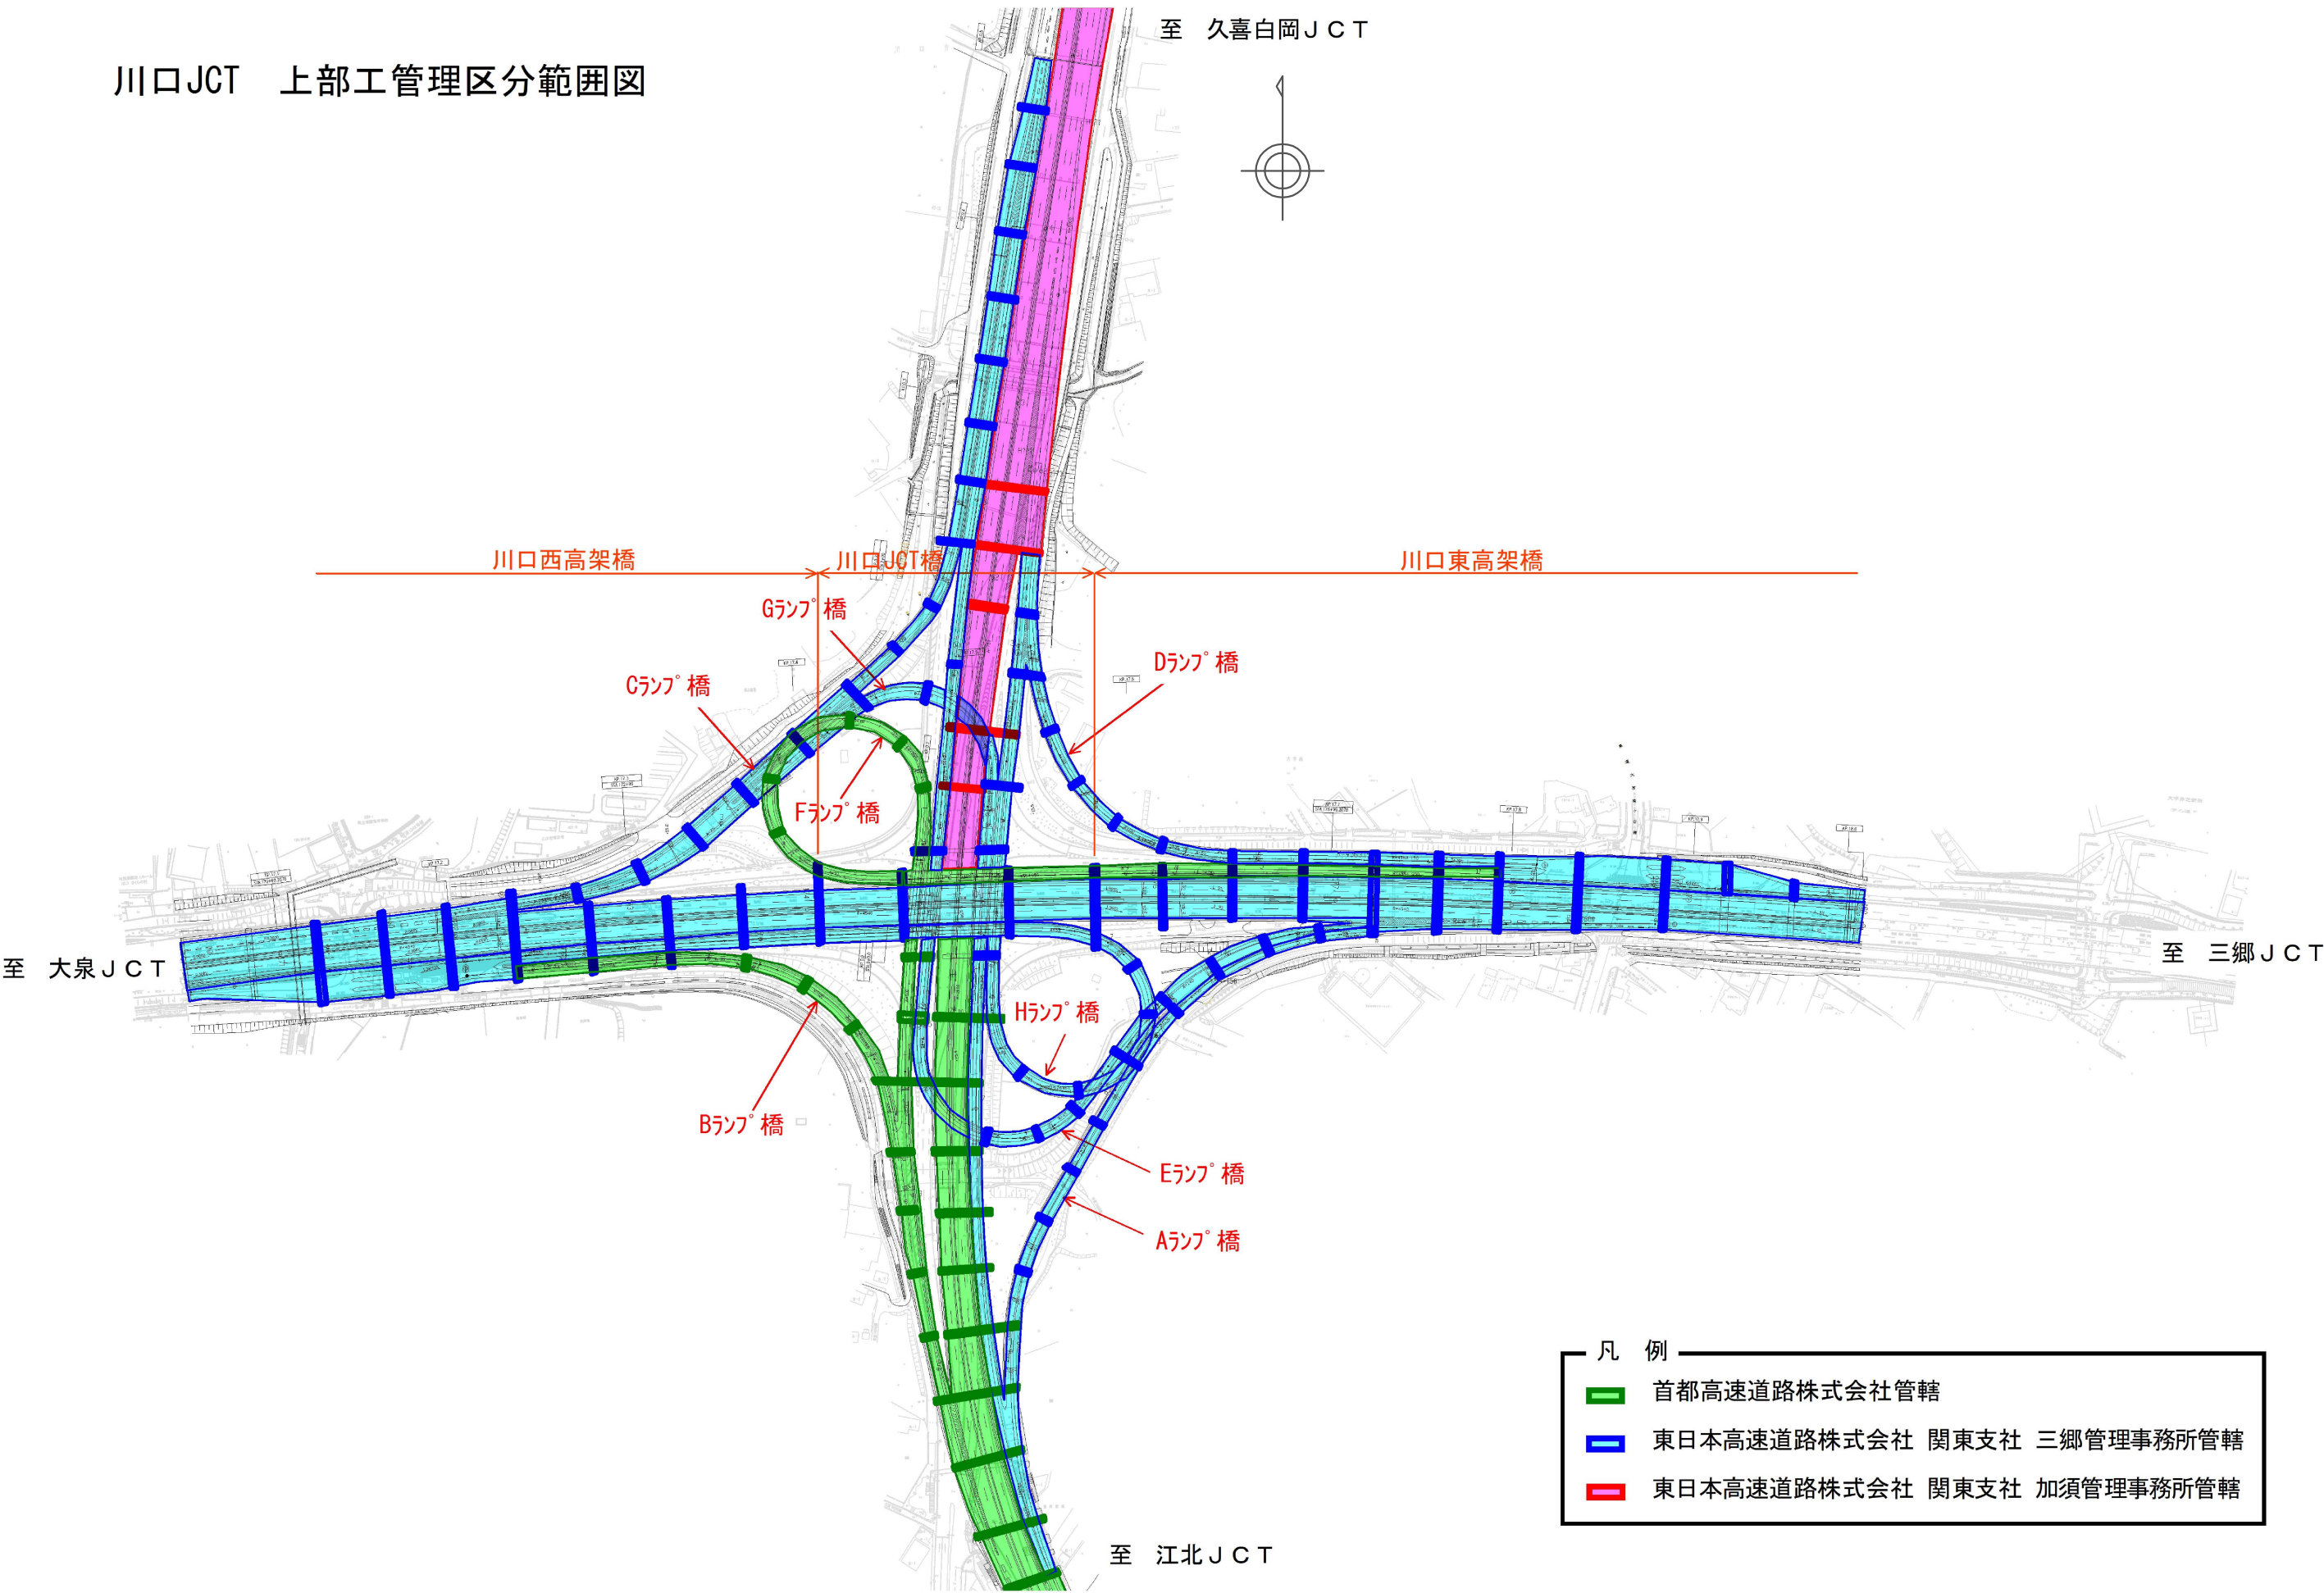 至　久喜白岡ＪＣＴ
川口JCT　上部工管理区分範囲図
川口西高架橋
川口JCT橋
川口東高架橋
Gﾗﾝﾌﾟ橋
Dﾗﾝﾌﾟ橋
Cﾗﾝﾌﾟ橋
Fﾗﾝﾌﾟ橋
至　大泉ＪＣＴ
至　三郷ＪＣＴ
Hﾗﾝﾌﾟ橋
Bﾗﾝﾌﾟ橋
Eﾗﾝﾌﾟ橋
Aﾗﾝﾌﾟ橋
凡　例
首都高速道路株式会社管轄
東日本高速道路株式会社 関東支社 三郷管理事務所管轄
東日本高速道路株式会社 関東支社 加須管理事務所管轄
至　江北ＪＣＴ